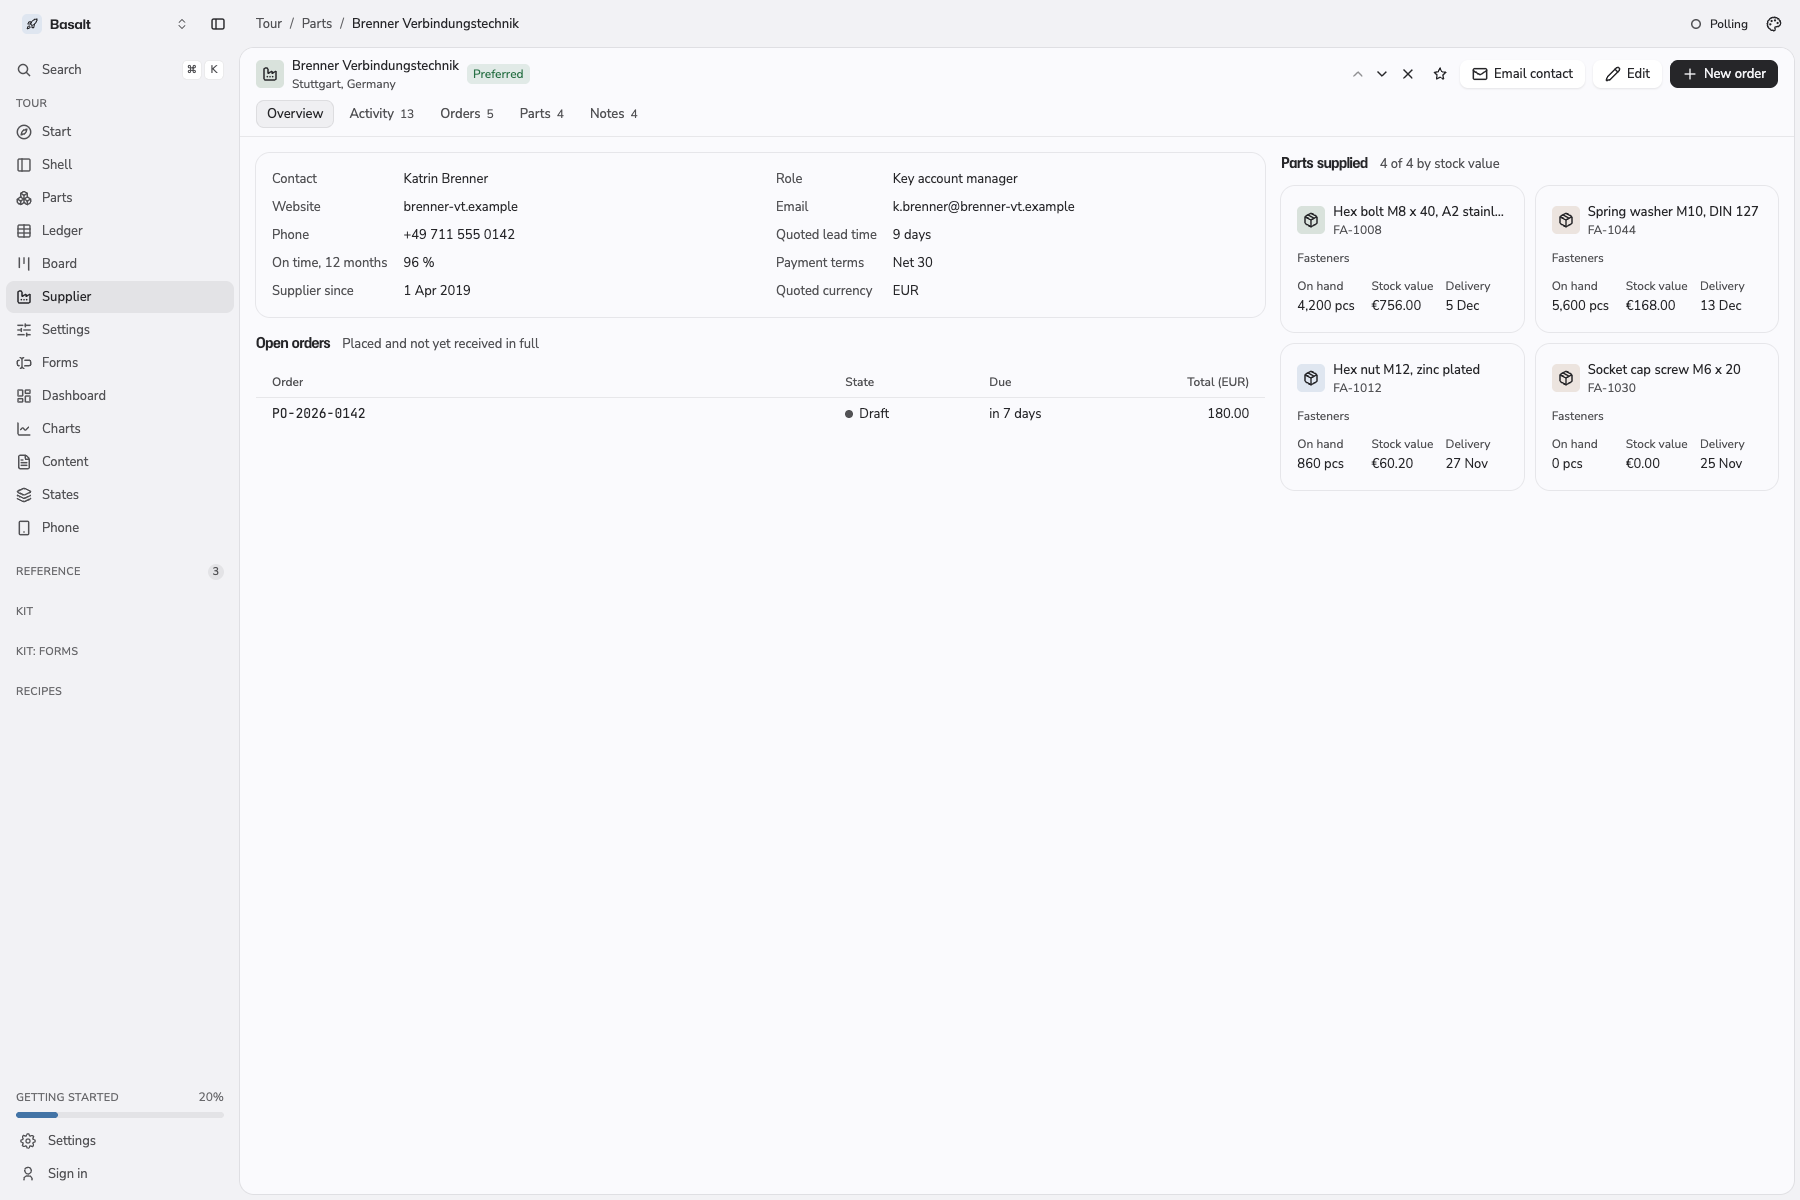 Basalt
Search ⌘ K
TOUR
Start
Shell
Parts
Ledger
Board
Supplier
Settings
Forms
Dashboard
Charts
Content
States
Phone
REFERENCE 3
KIT
KIT: FORMS
RECIPES
GETTING STARTED 20%
Settings
Sign in
Tour / Parts / Brenner Verbindungstechnik
Polling
Brenner Verbindungstechnik
Stuttgart, Germany
Preferred
Email contact
Edit
New order
Overview Activity 13 Orders 5 Parts 4 Notes 4
Contact Katrin Brenner Role Key account manager
Website brenner-vt.example Email k.brenner@brenner-vt.example
Phone +49 711 555 0142 Quoted lead time 9 days
On time, 12 months 96 % Payment terms Net 30
Supplier since 1 Apr 2019 Quoted currency EUR
Open orders Placed and not yet received in full
Order State Due Total (EUR)
PO-2026-0142 Draft in 7 days 180.00
Parts supplied 4 of 4 by stock value
Hex bolt M8 x 40, A2 stainl...
FA-1008
Fasteners
On hand Stock value Delivery
4,200 pcs €756.00 5 Dec
Spring washer M10, DIN 127
FA-1044
Fasteners
On hand Stock value Delivery
5,600 pcs €168.00 13 Dec
Hex nut M12, zinc plated
FA-1012
Fasteners
On hand Stock value Delivery
860 pcs €60.20 27 Nov
Socket cap screw M6 x 20
FA-1030
Fasteners
On hand Stock value Delivery
0 pcs €0.00 25 Nov